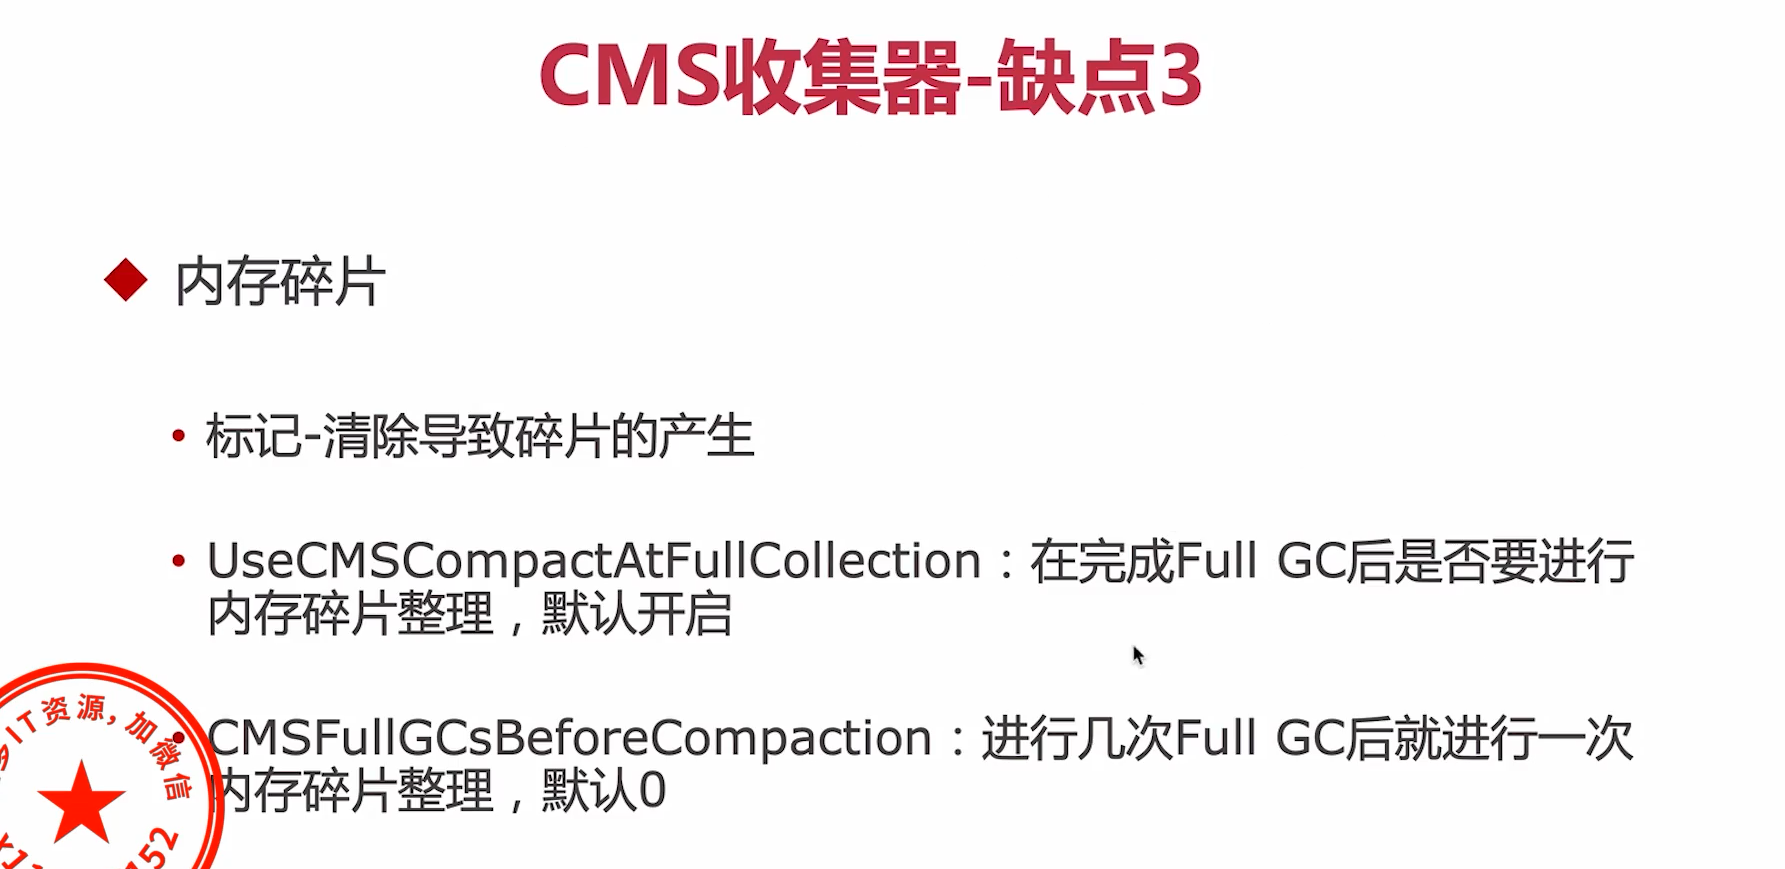 CMS收集器-缺点3
内存碎片
标记-清除导致碎片的产生
UseCMSCompactAtFullCollection：在完成Full GC后是否要进行
内存碎片整理，默认开启
CMSFullGCsBeforeCompaction：进行几次Full GC后就进行一次
内存碎片整理，默认0
多IT资源，加微信
152